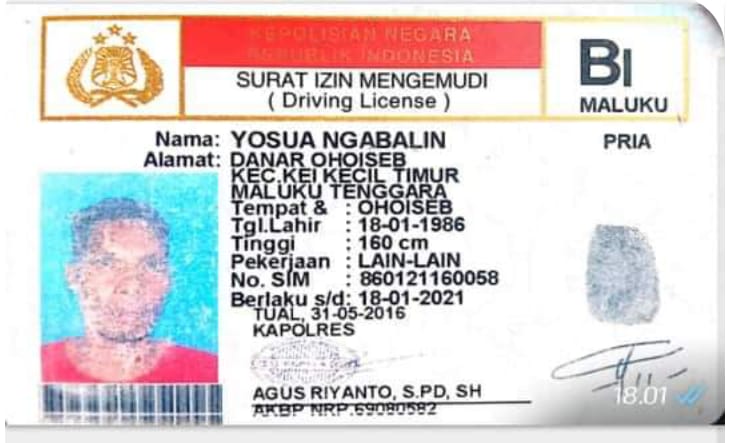 KEPOLISIAN NEGARA
REPUBLIK INDONESIA
SURAT IZIN MENGEMUDI
( Driving License )
BI
MALUKU
Nama: YOSUA NGABALIN
PRIA
Alamat: DANAR OHOISEB
KEC.KEI KECIL TIMUR
MALUKU TENGGARA
Tempat & : OHOISEB
Tgl.Lahir : 18-01-1986
Tinggi : 160 cm
Pekerjaan : LAIN-LAIN
No. SIM : 860121160058
Berlaku s/d: 18-01-2021
TUAL, 31-05-2016
KAPOLRES
AGUS RIYANTO, S.PD, SH
AKBP NRP.69080582
18.01